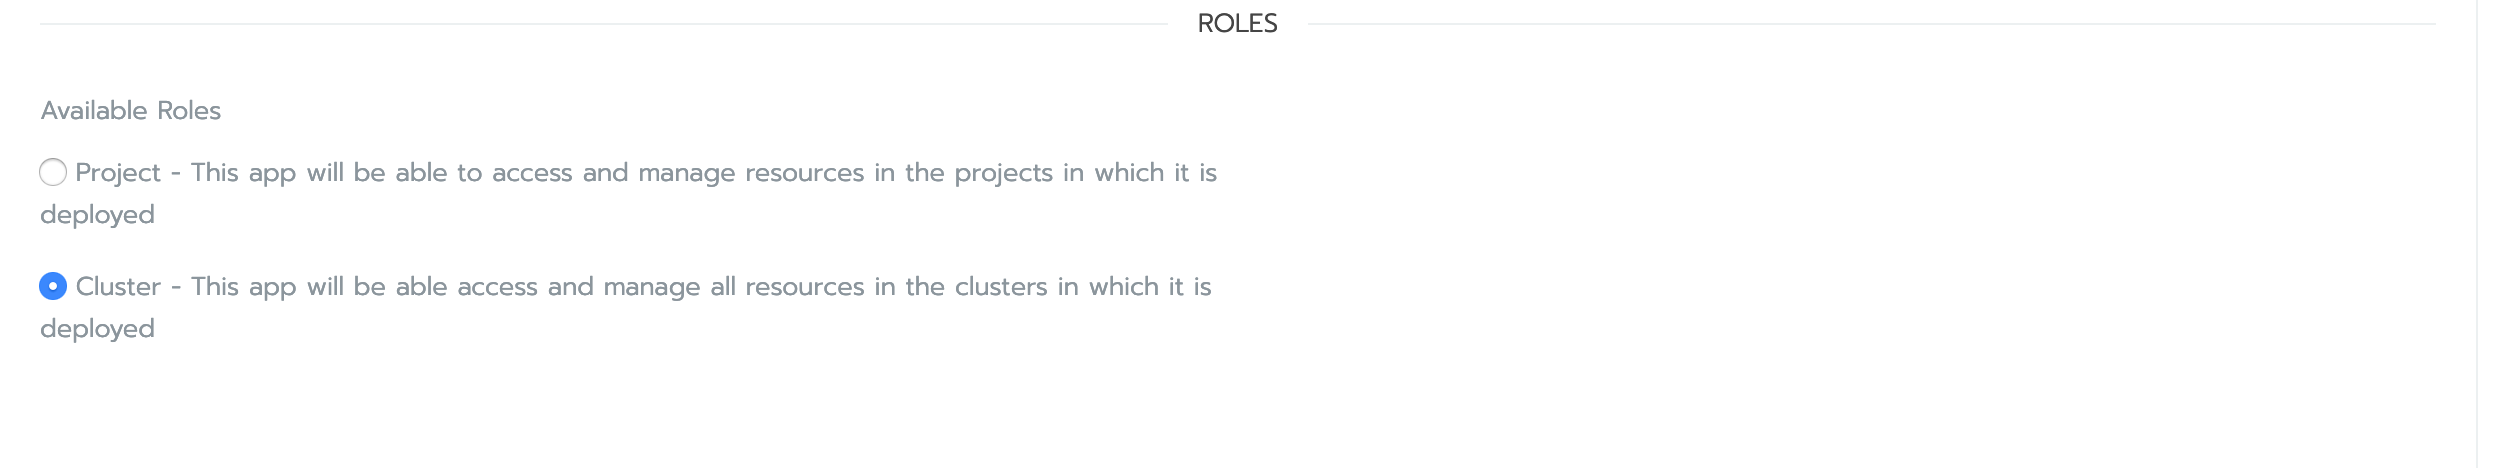 ROLES
Available Roles
Project - This app will be able to access and manage resources in the projects in which it is
deployed
Cluster - This app will be able access and manage all resources in the clusters in which it is
deployed